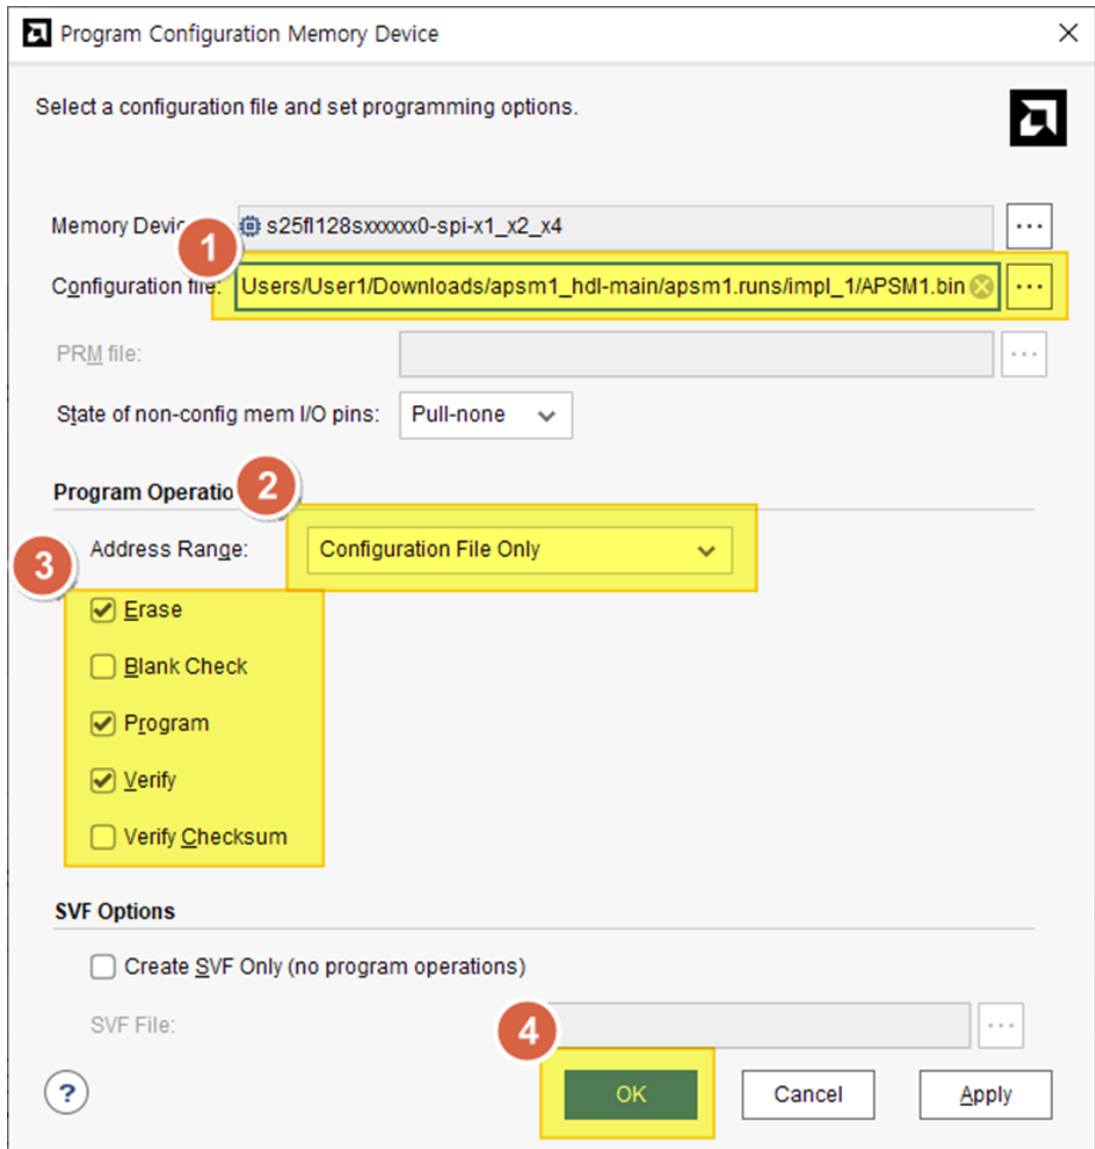 Program Configuration Memory Device
Select a configuration file and set programming options.
Memory Devic
s25fl128sxxxxxx0-spi-x1_x2_x4
...
1
Configuration file:
Users/User1/Downloads/apsm1_hdl-main/apsm1.runs/impl_1/APSM1.bin
...
PRM file:
...
State of non-config mem I/O pins:
Pull-none
2
Program Operatio
3
Address Range:
Configuration File Only
Erase
Blank Check
Program
Verify
Verify Checksum
SVF Options
Create SVF Only (no program operations)
SVF File:
...
4
?
OK
Cancel
Apply